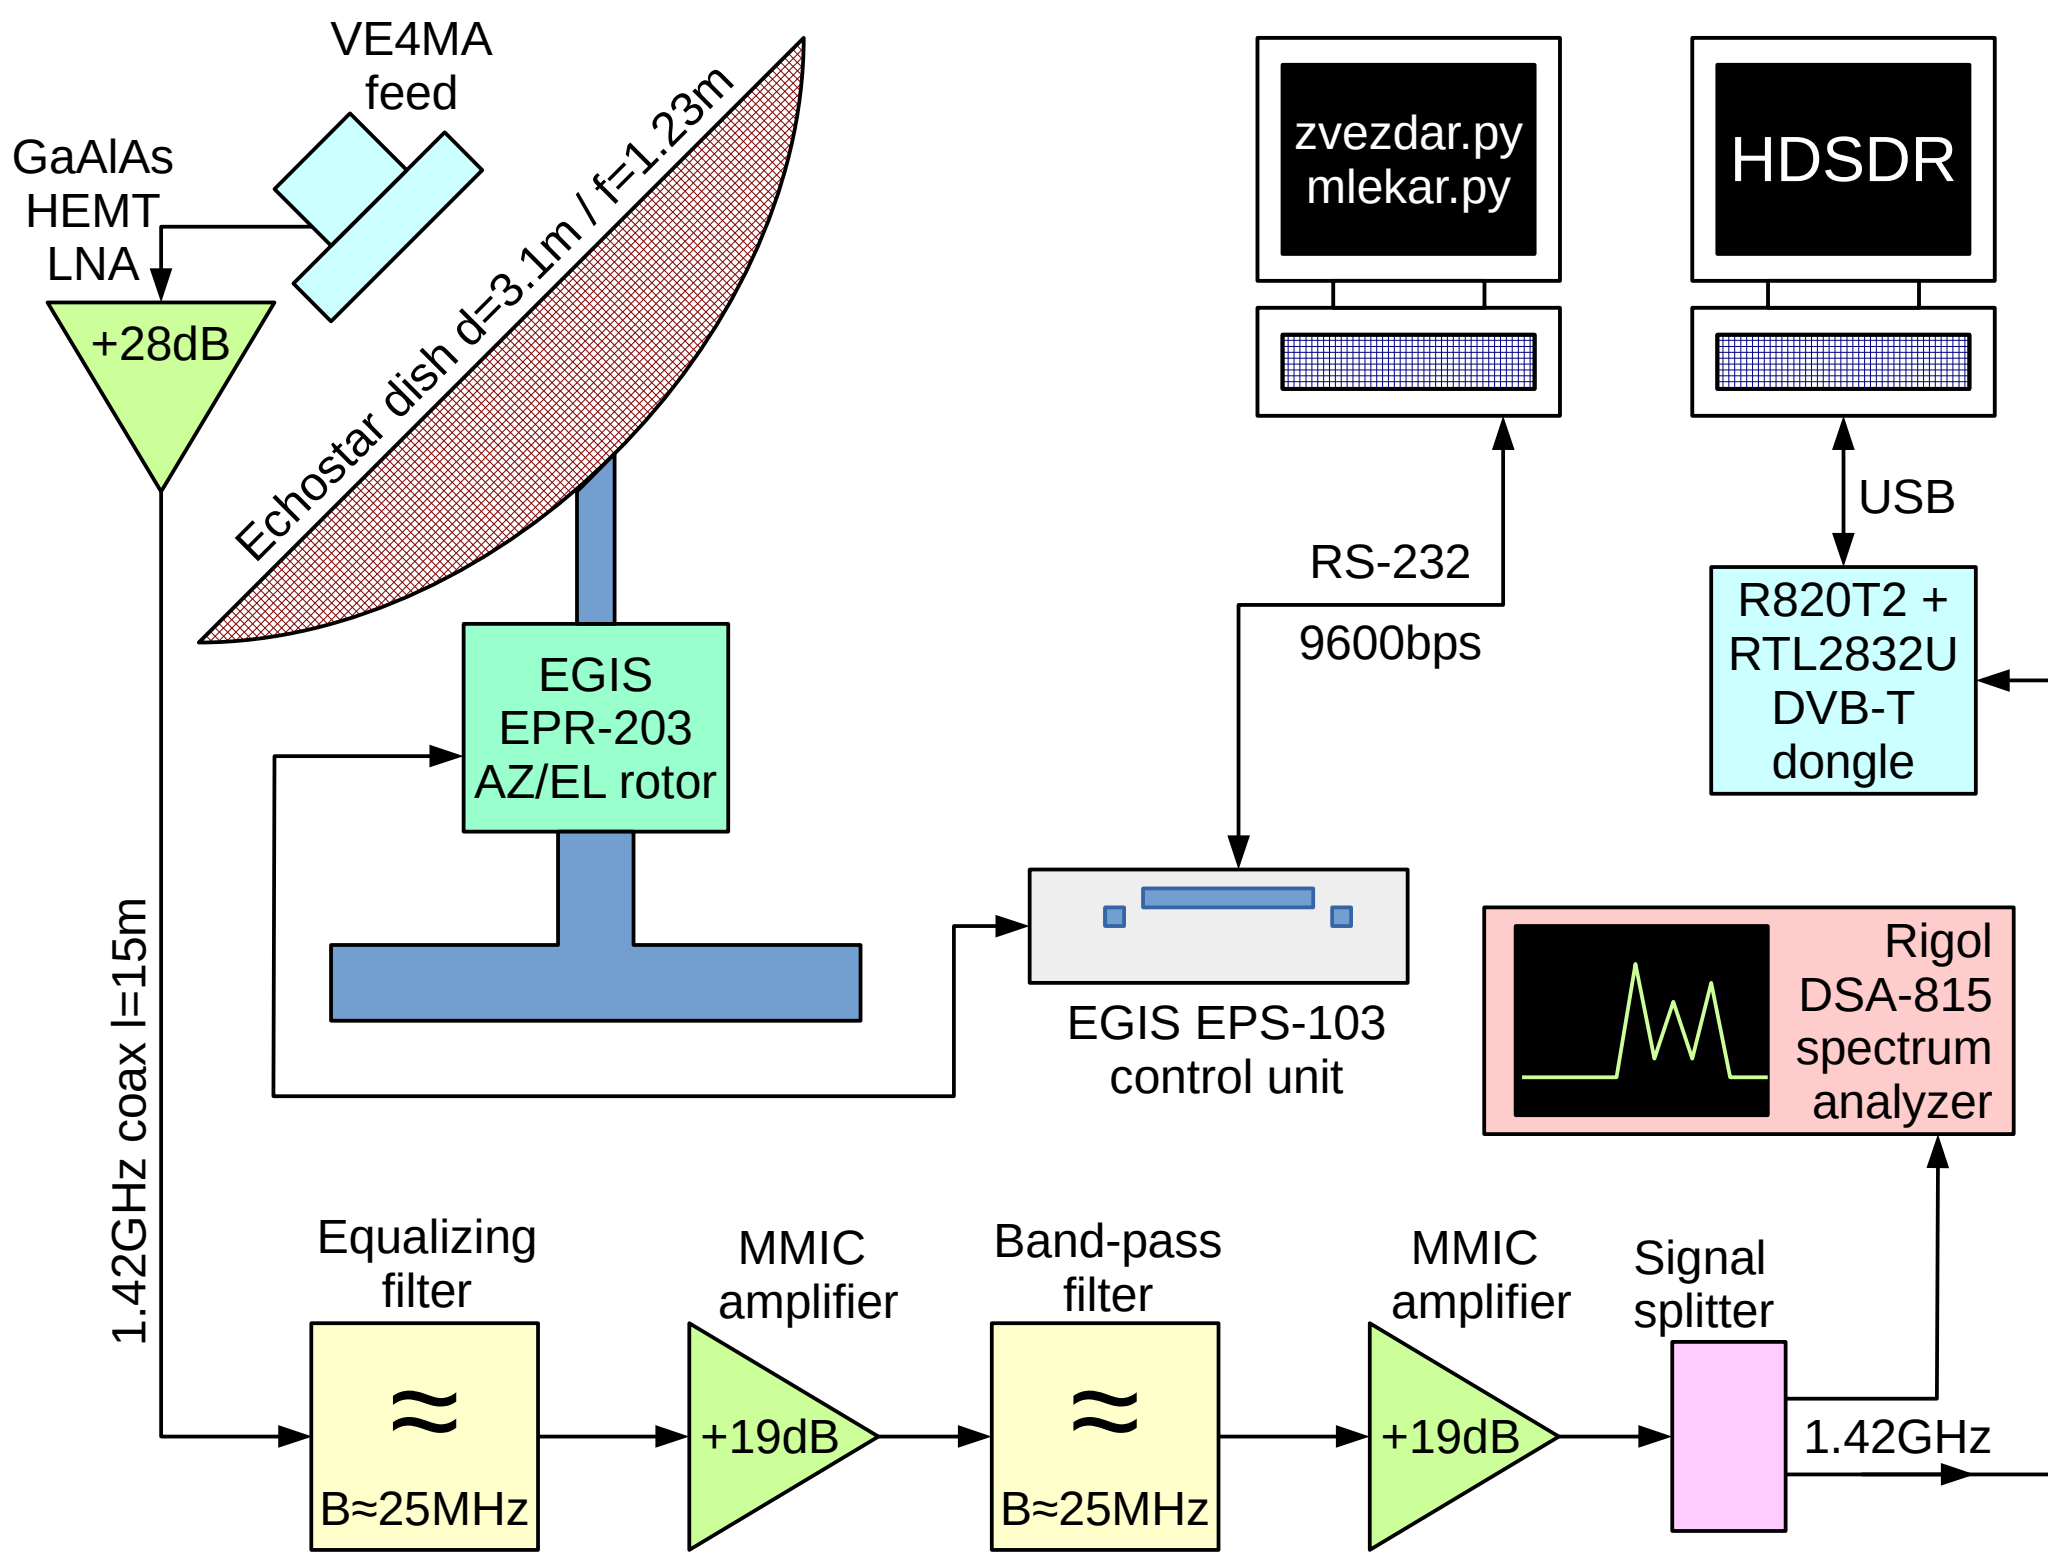 VE4MA
feed
GaAlAs
HEMT
LNA
+28dB
Echostar dish d=3.1m / f=1.23m
zvezdar.py
mlekar.py
HDSDR
USB
RS-232
9600bps
R820T2 +
RTL2832U
DVB-T
dongle
EGIS
EPR-203
AZ/EL rotor
EGIS EPS-103
control unit
Rigol
DSA-815
spectrum
analyzer
1.42GHz coax l=15m
Equalizing
filter
≈
B≈25MHz
MMIC
amplifier
+19dB
Band-pass
filter
≈
B≈25MHz
MMIC
amplifier
+19dB
Signal
splitter
1.42GHz